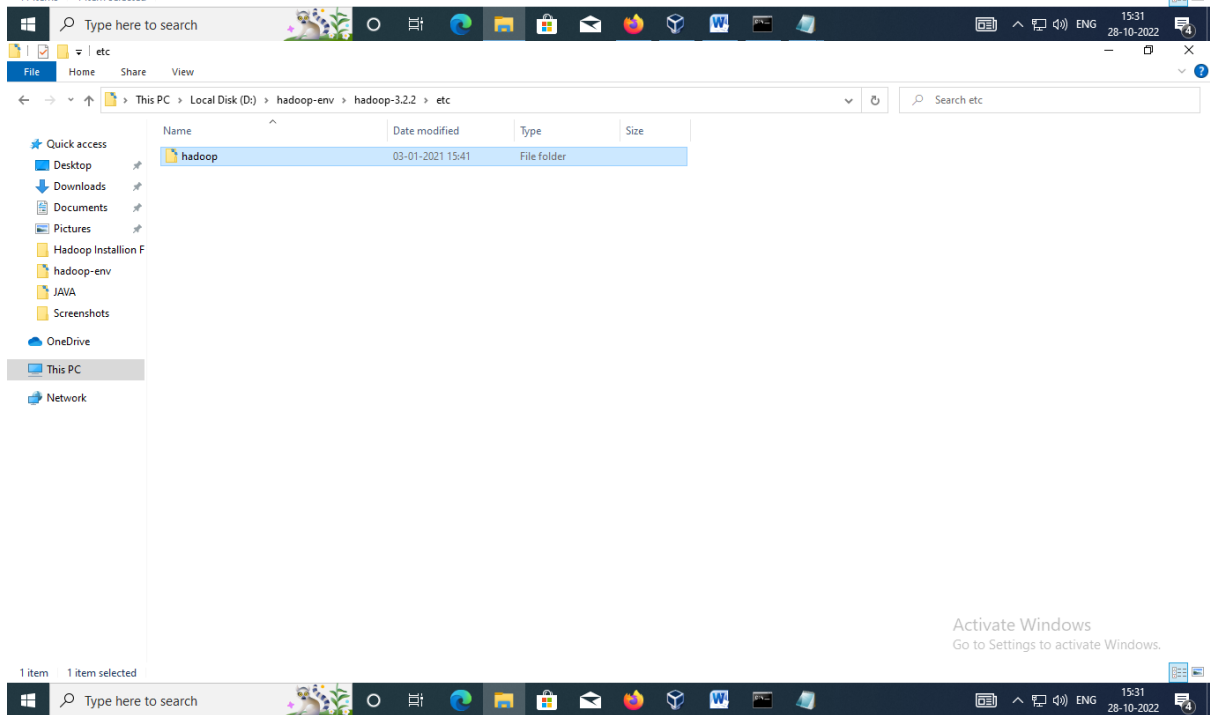 Type here to search
ENG
15:31
28-10-2022
4
etc
File Home Share View
This PC > Local Disk (D:) > hadoop-env > hadoop-3.2.2 > etc
Search etc
Name Date modified Type Size
Quick access
hadoop 03-01-2021 15:41 File folder
Desktop
Downloads
Documents
Pictures
Hadoop Installion F
hadoop-env
JAVA
Screenshots
OneDrive
This PC
Network
Activate Windows
Go to Settings to activate Windows.
1 item 1 item selected
Type here to search
ENG
15:31
28-10-2022
4